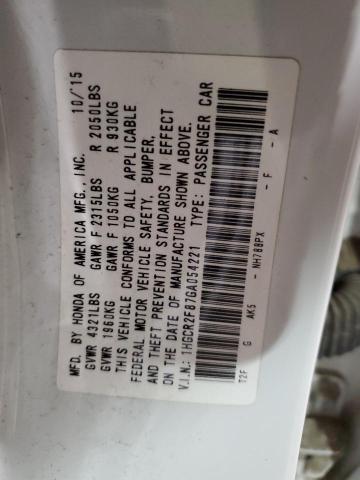 MFD. BY HONDA OF AMERICA MFG., INC. 10/15
GVWR 4321LBS GAWR F 2315LBS R 2050LBS
GVWR 1960KG GAWR F 1050KG R 930KG
THIS VEHICLE CONFORMS TO ALL APPLICABLE
FEDERAL MOTOR VEHICLE SAFETY, BUMPER,
AND THEFT PREVENTION STANDARDS IN EFFECT
ON THE DATE OF MANUFACTURE SHOWN ABOVE.
V.I.N.: 1HGCR2F87GA054221 TYPE: PASSENGER CAR
T2F G AK5 - NH788PX - F - A